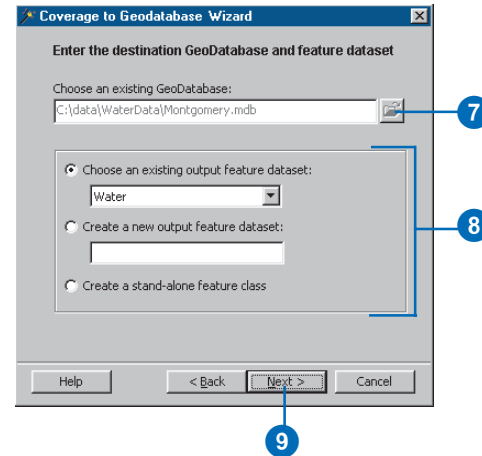 Coverage to Geodatabase Wizard
Enter the destination GeoDatabase and feature dataset
Choose an existing GeoDatabase:
C:\data\WaterData\Montgomery.mdb
7
Choose an existing output feature dataset:
Water
8
Create a new output feature dataset:
Create a stand-alone feature class
Help
< Back
Next >
Cancel
9